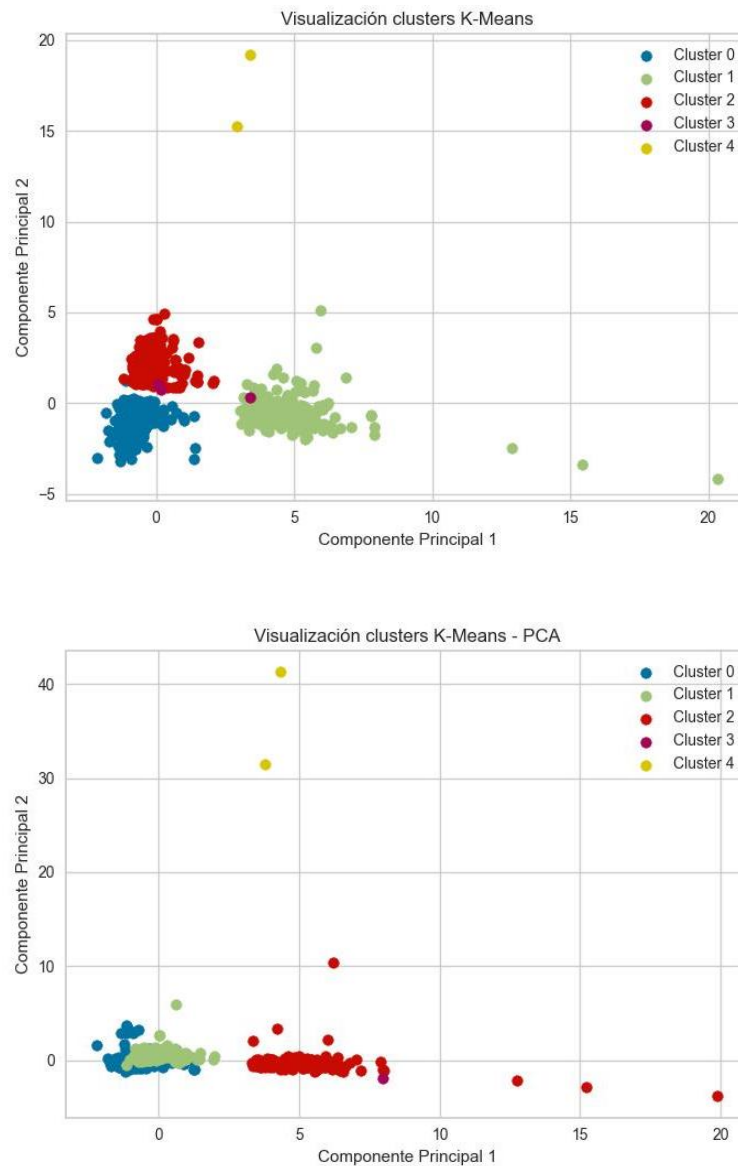 Visualización clusters K-Means
20
15
10
5
0
−5
Componente Principal 2
0
5
10
15
20
Componente Principal 1
Cluster 0
Cluster 1
Cluster 2
Cluster 3
Cluster 4
Visualización clusters K-Means - PCA
40
30
20
10
0
Componente Principal 2
0
5
10
15
20
Componente Principal 1
Cluster 0
Cluster 1
Cluster 2
Cluster 3
Cluster 4